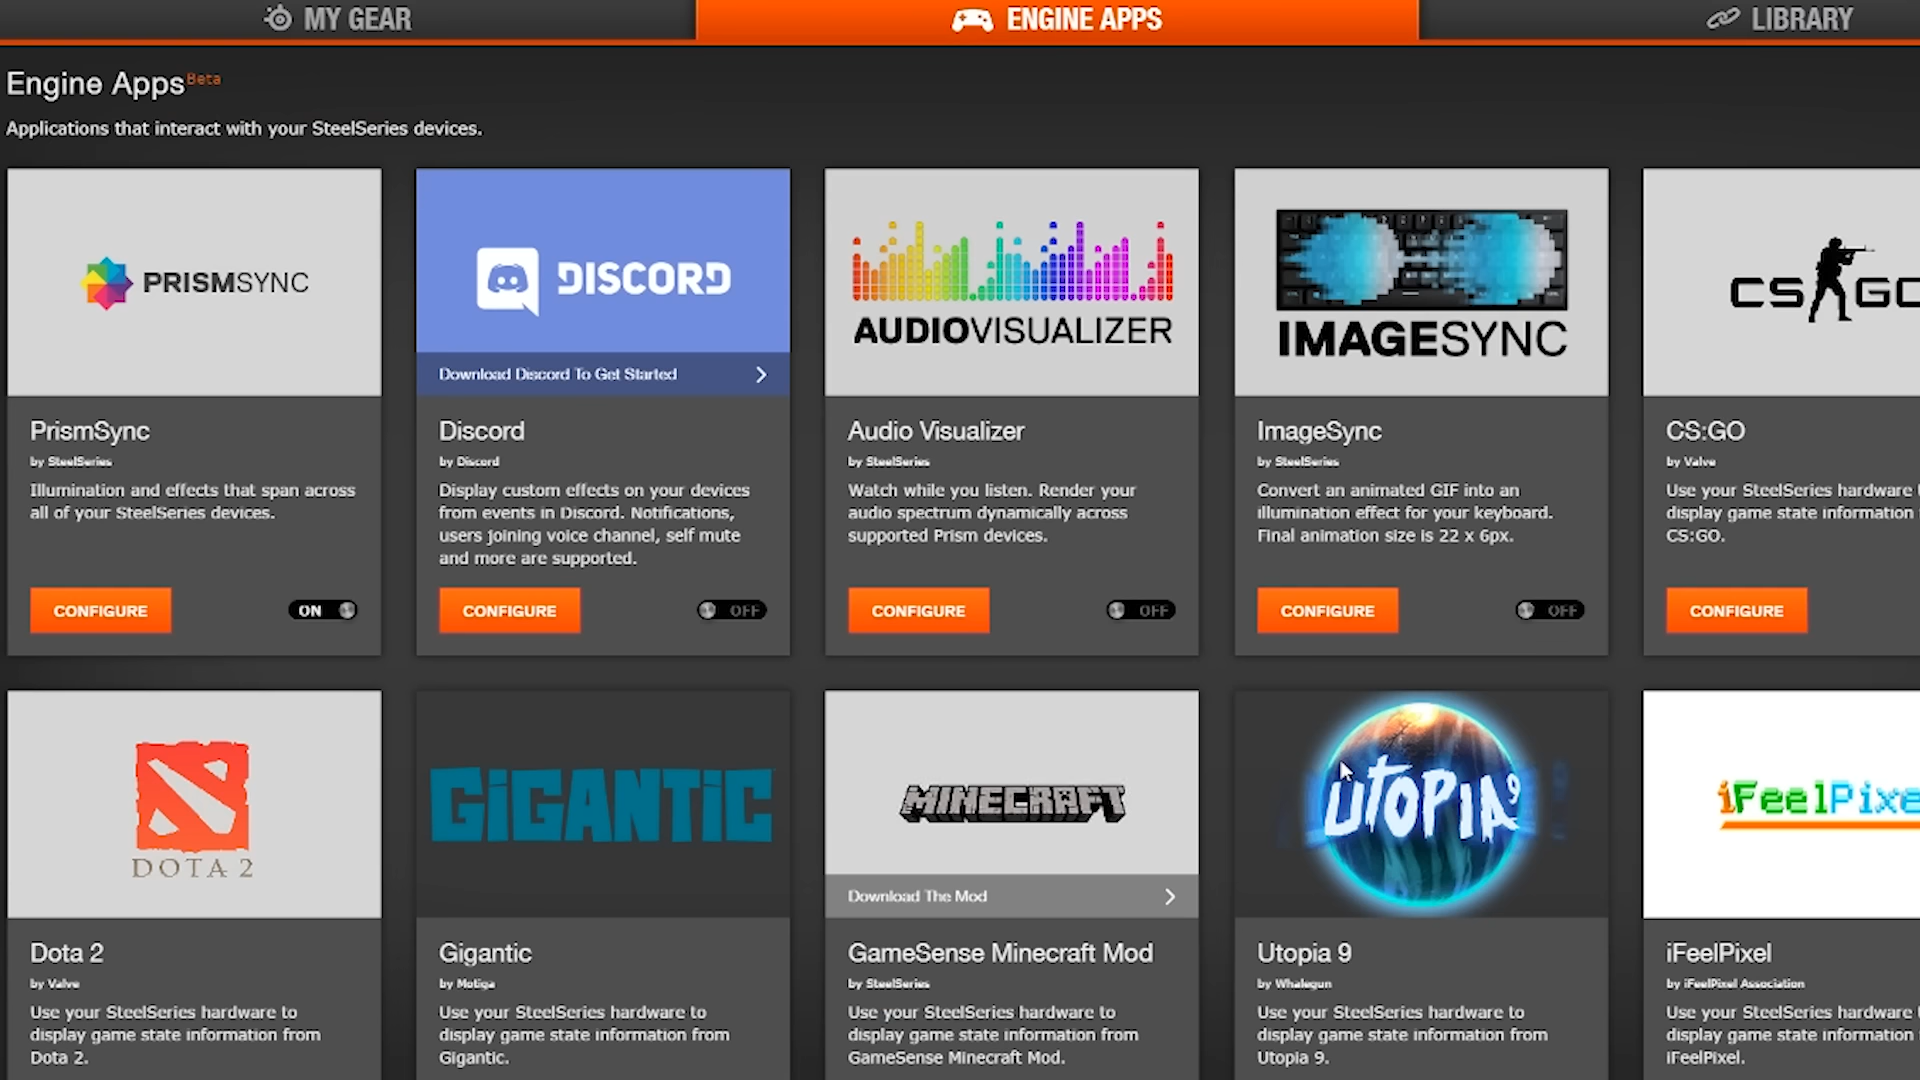 MY GEAR
ENGINE APPS
LIBRARY
Engine Apps Beta
Applications that interact with your SteelSeries devices.
PRISMSYNC
PrismSync
by SteelSeries
Illumination and effects that span across
all of your SteelSeries devices.
CONFIGURE
ON
DISCORD
Download Discord To Get Started
Discord
by Discord
Display custom effects on your devices
from events in Discord. Notifications,
users joining voice channel, self mute
and more are supported.
CONFIGURE
OFF
AUDIOVISUALIZER
Audio Visualizer
by SteelSeries
Watch while you listen. Render your
audio spectrum dynamically across
supported Prism devices.
CONFIGURE
OFF
IMAGESYNC
ImageSync
by SteelSeries
Convert an animated GIF into an
illumination effect for your keyboard.
Final animation size is 22 x 6px.
CONFIGURE
OFF
CS GO
CS:GO
by Valve
Use your SteelSeries hardware
display game state information
CS:GO.
CONFIGURE
DOTA 2
Dota 2
by Valve
Use your SteelSeries hardware to
display game state information from
Dota 2.
GIGANTIC
Gigantic
by Motiga
Use your SteelSeries hardware to
display game state information from
Gigantic.
MINECRAFT
Download The Mod
GameSense Minecraft Mod
by SteelSeries
Use your SteelSeries hardware to
display game state information from
GameSense Minecraft Mod.
UTOPIA 9
Utopia 9
by Whalegun
Use your SteelSeries hardware to
display game state information from
Utopia 9.
iFeelPixe
iFeelPixel
by iFeelPixel Association
Use your SteelSeries hardware
display game state information
iFeelPixel.